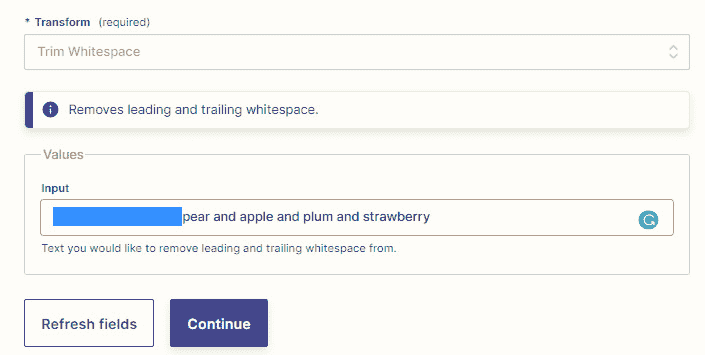 * Transform (required)
Trim Whitespace
Removes leading and trailing whitespace.
Values
Input
pear and apple and plum and strawberry
Text you would like to remove leading and trailing whitespace from.
Refresh fields
Continue